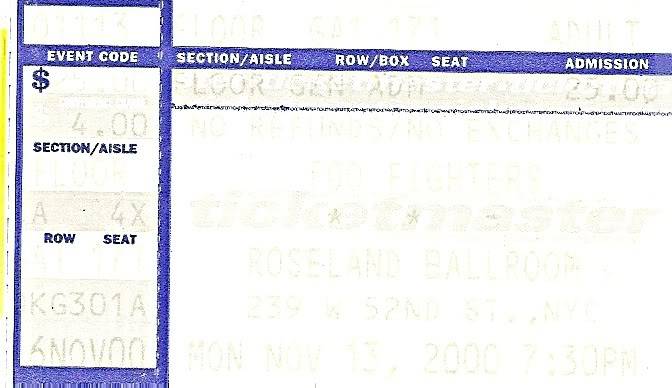 FLOOR GA1 171 ADULT
EVENT CODE SECTION/AISLE ROW/BOX SEAT ADMISSION
$ FLOOR GEN ADM 25.00
4.00 NO REFUNDS/NO EXCHANGES
SECTION/AISLE
FLOOR FOO FIGHTERS
A 4X ticketmaster
ROW SEAT
ROSELAND BALLROOM
KG301A 239 W 52ND ST., NYC
6NOV00 MON NOV 13, 2000 7:30PM